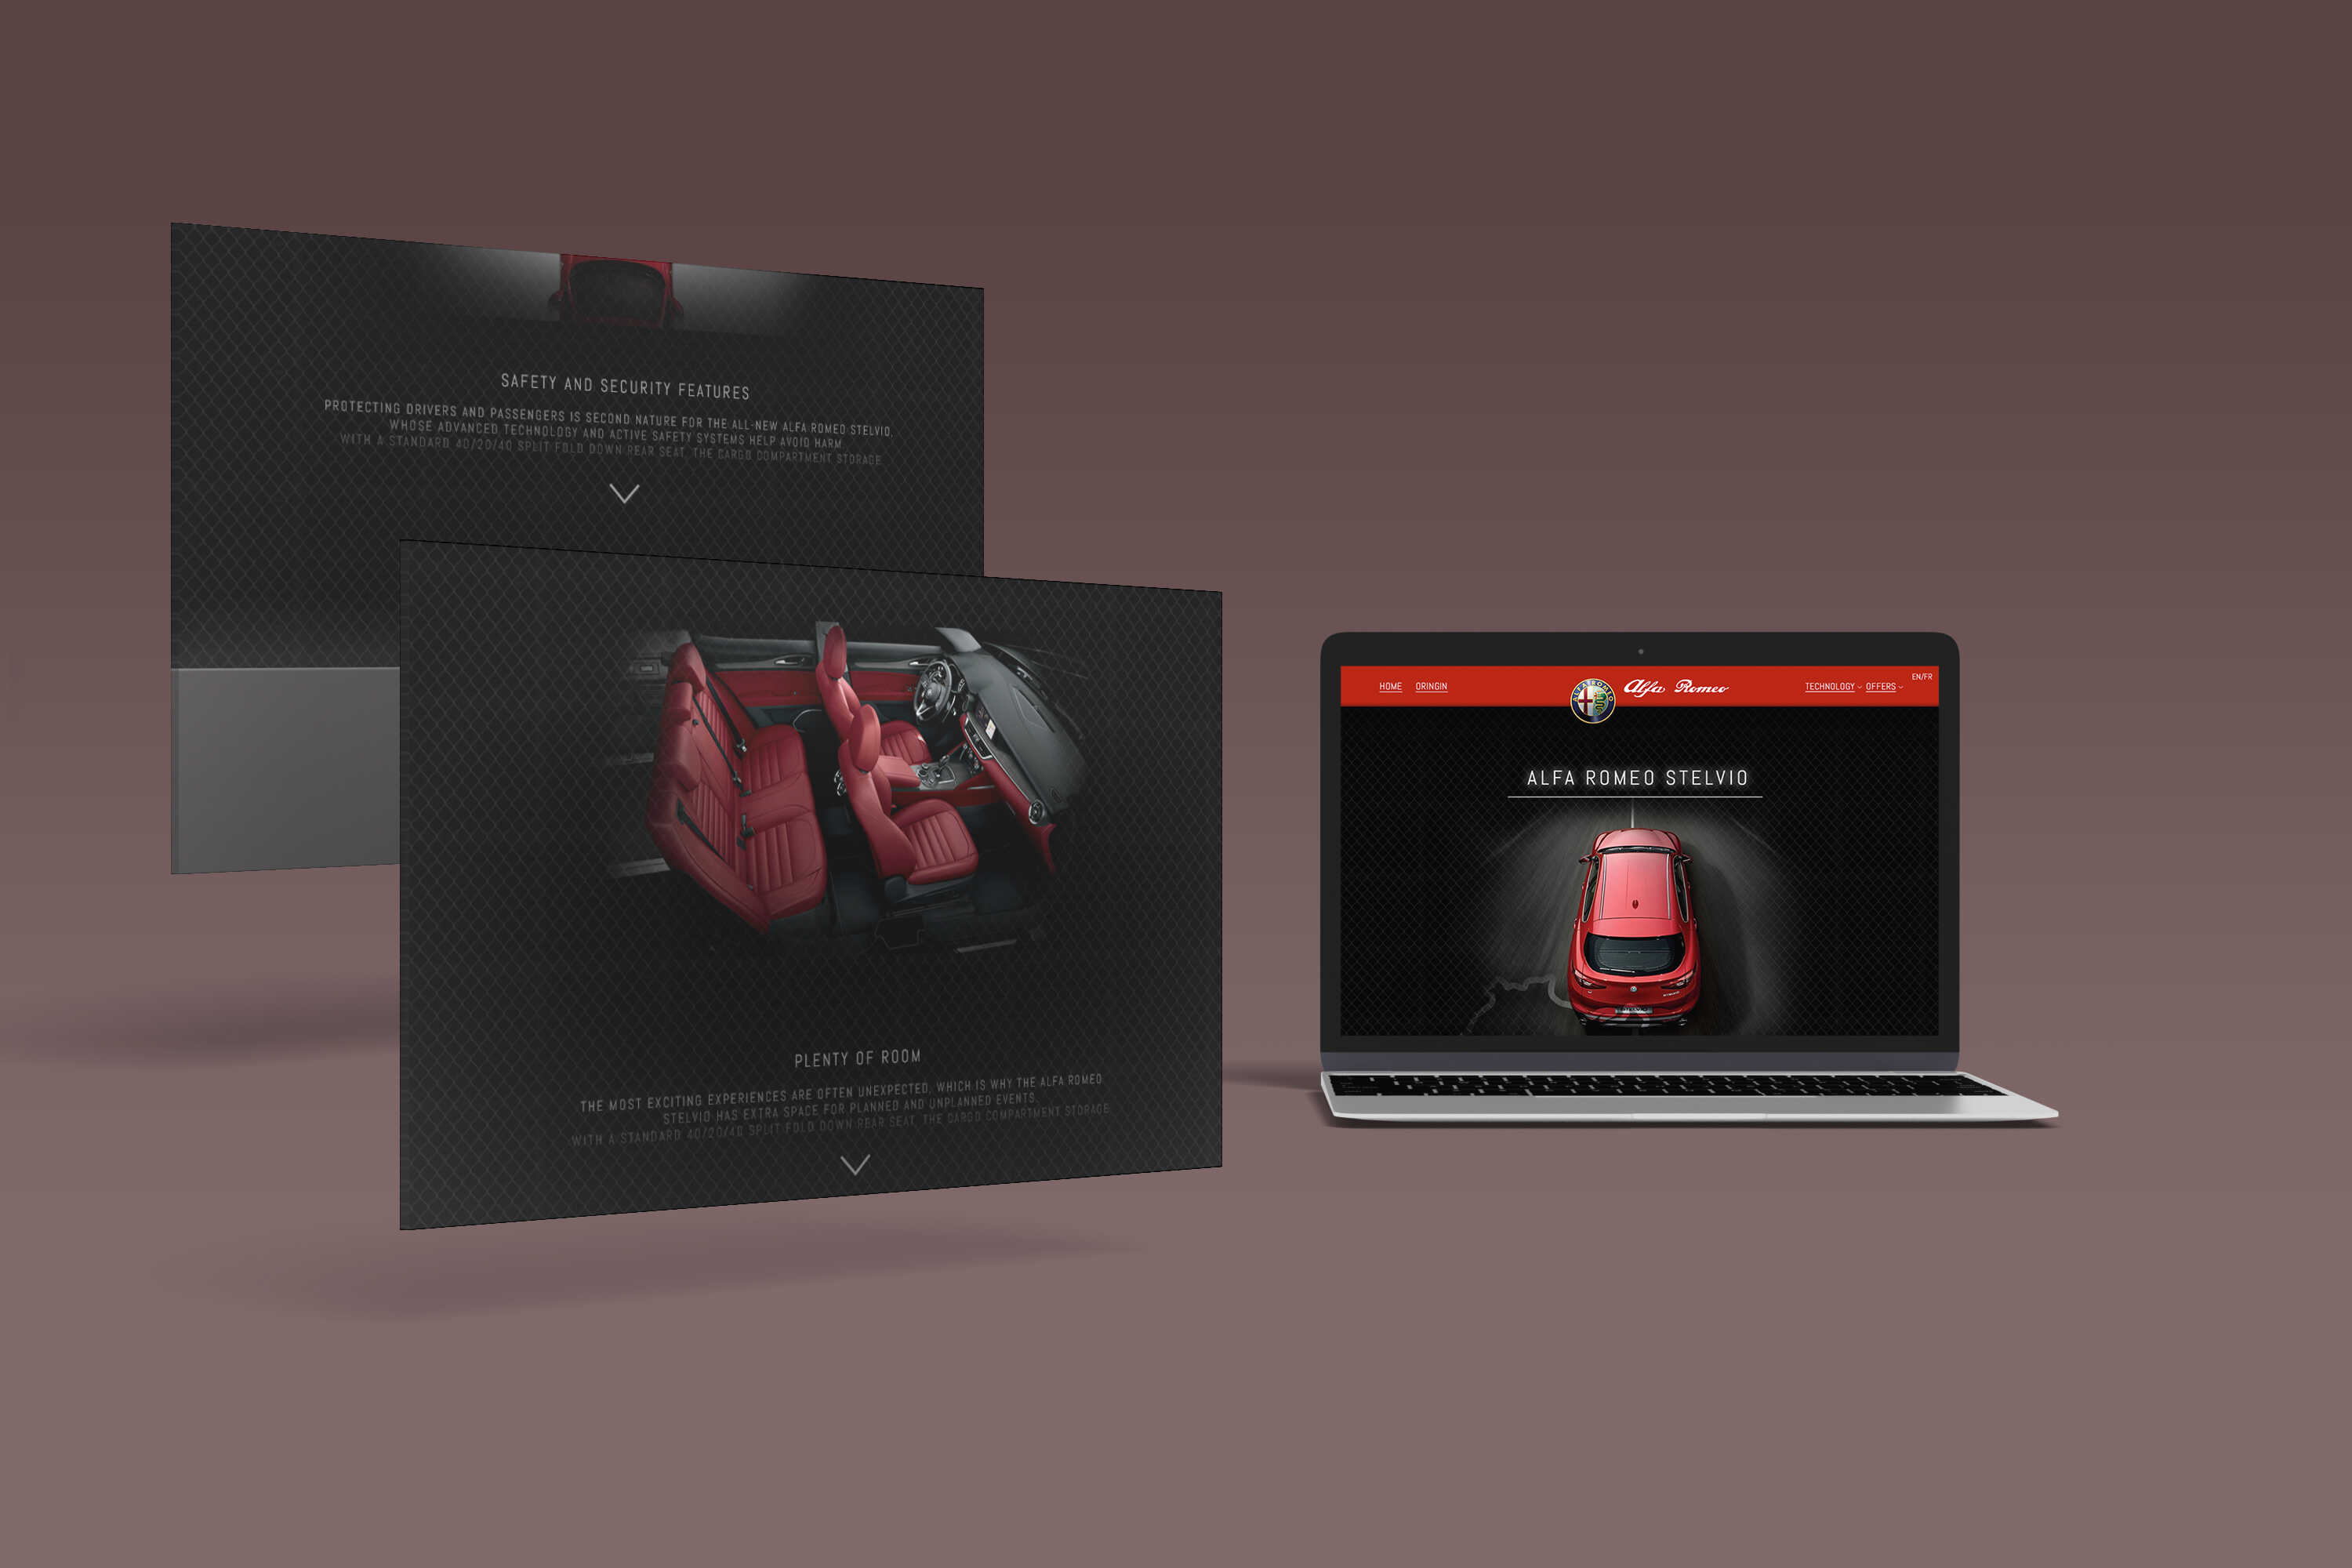 SAFETY AND SECURITY FEATURES
PROTECTING DRIVERS AND PASSENGERS IS SECOND NATURE FOR THE ALL-NEW ALFA ROMEO STELVIO,
WHOSE ADVANCED TECHNOLOGY AND ACTIVE SAFETY SYSTEMS HELP AVOID HARM.
WITH A STANDARD 40/20/40 SPLIT FOLD DOWN REAR SEAT, THE CARGO COMPARTMENT STORAGE
PLENTY OF ROOM
THE MOST EXCITING EXPERIENCES ARE OFTEN UNEXPECTED, WHICH IS WHY THE ALFA ROMEO
STELVIO HAS EXTRA SPACE FOR PLANNED AND UNPLANNED EVENTS.
WITH A STANDARD 40/20/40 SPLIT FOLD DOWN REAR SEAT, THE CARGO COMPARTMENT STORAGE
EN/FR
HOME ORINGIN ALFA ROMEO Alfa Romeo TECHNOLOGY OFFERS
ALFA ROMEO STELVIO